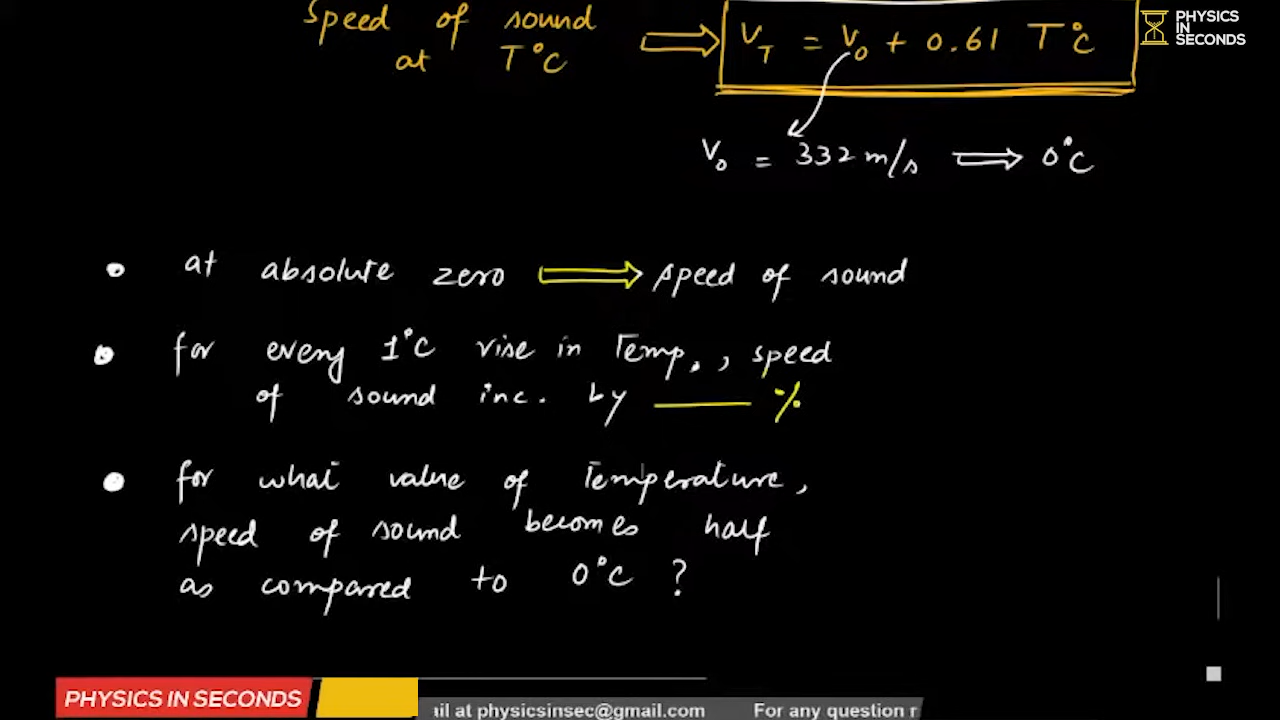 Speed of sound
at T°C ⇒ V_T = V_0 + 0.61 T°C
PHYSICS
IN
SECONDS
V_0 = 332 m/s ⇒ 0°C
• at absolute zero ⇒ speed of sound
• for every 1°C rise in Temp., speed
of sound inc. by ____ %
• for what value of Temperature,
speed of sound becomes half
as compared to 0°C ?
PHYSICS IN SECONDS
ail at physicsinsec@gmail.com For any question